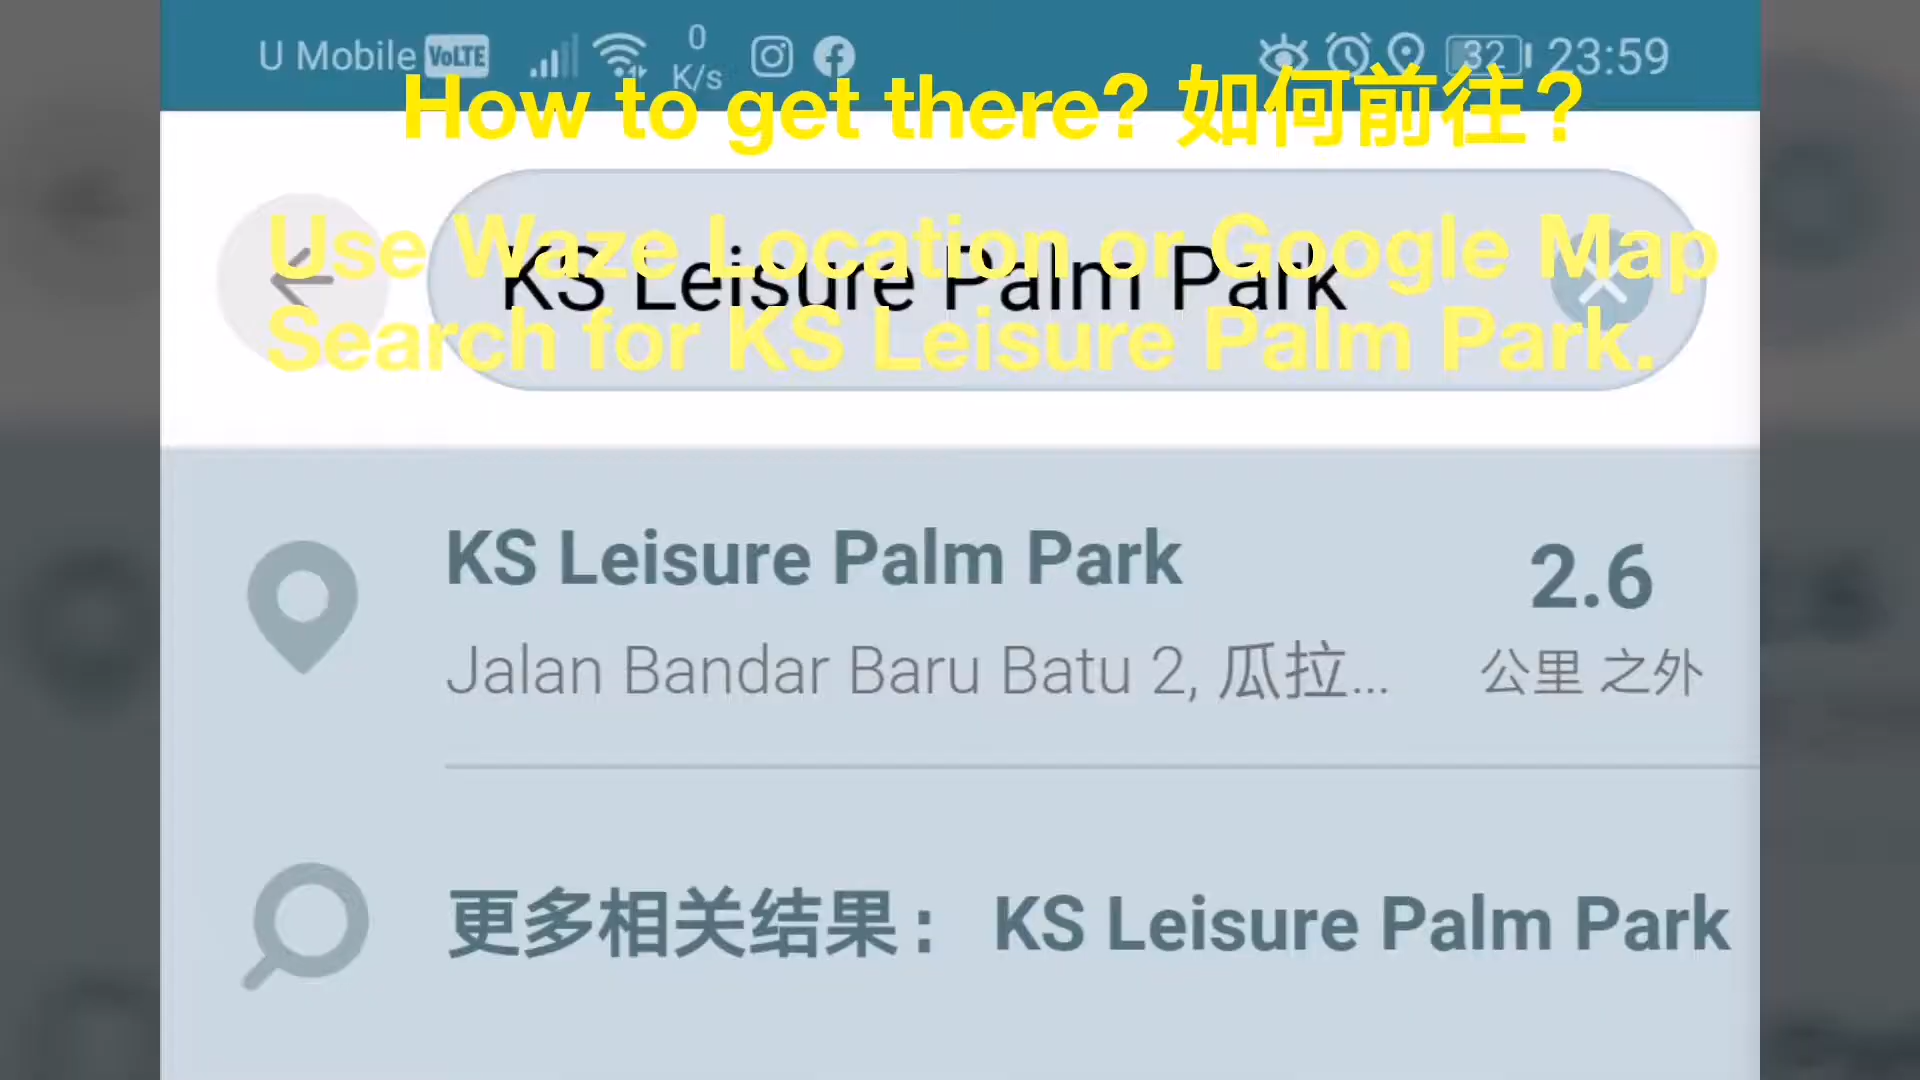 U Mobile VoLTE 0 K/s 32 23:59
How to get there? 如何前往?
KS Leisure Palm Park
Use Waze Location or Google Map
Search for KS Leisure Palm Park.
KS Leisure Palm Park 2.6
Jalan Bandar Baru Batu 2, 瓜拉... 公里 之外
更多相关结果： KS Leisure Palm Park